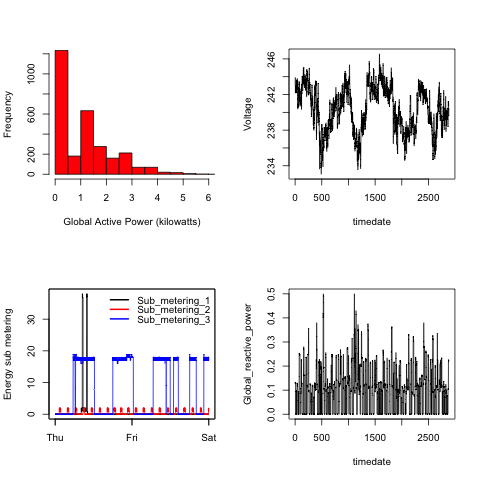 Frequency
0
200
600
1000
0 1 2 3 4 5 6
Global Active Power (kilowatts)
Voltage
234
238
242
246
0 500 1500 2500
timedate
Energy sub metering
0
10
20
30
Sub_metering_1
Sub_metering_2
Sub_metering_3
Thu Fri Sat
Global_reactive_power
0.0
0.1
0.2
0.3
0.4
0.5
0 500 1500 2500
timedate